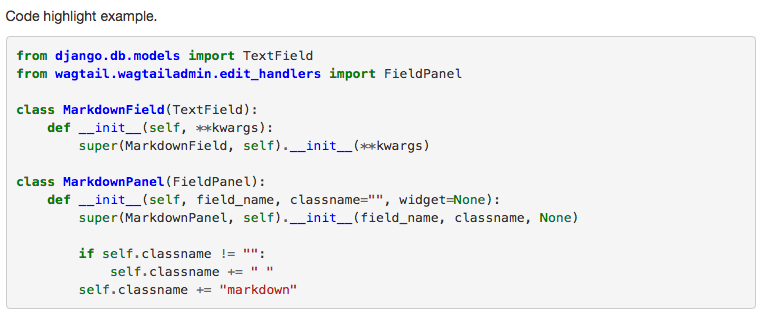 Code highlight example.
from django.db.models import TextField
from wagtail.wagtailadmin.edit_handlers import FieldPanel
class MarkdownField(TextField):
    def __init__(self, **kwargs):
        super(MarkdownField, self).__init__(**kwargs)
class MarkdownPanel(FieldPanel):
    def __init__(self, field_name, classname="", widget=None):
        super(MarkdownPanel, self).__init__(field_name, classname, None)
        if self.classname != "":
            self.classname += " "
        self.classname += "markdown"